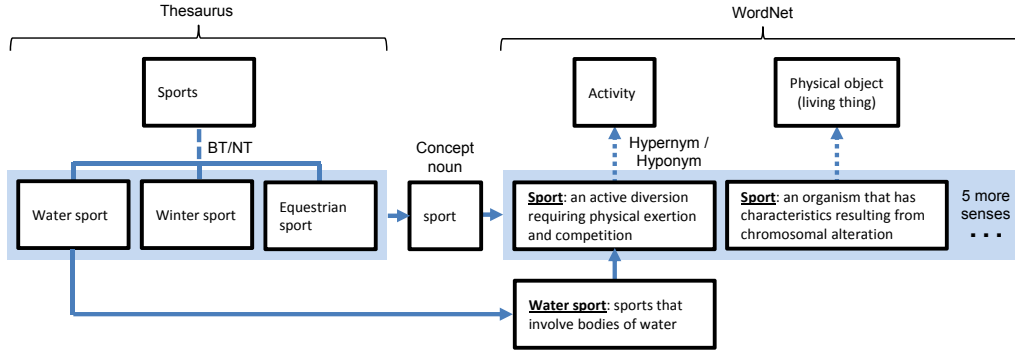 Thesaurus
WordNet
Sports
Activity
Physical object
(living thing)
BT/NT
Concept
noun
Hypernym /
Hyponym
Water sport
Winter sport
Equestrian
sport
sport
Sport: an active diversion
requiring physical exertion
and competition
Sport: an organism that has
characteristics resulting from
chromosomal alteration
5 more
senses
. . .
Water sport: sports that
involve bodies of water